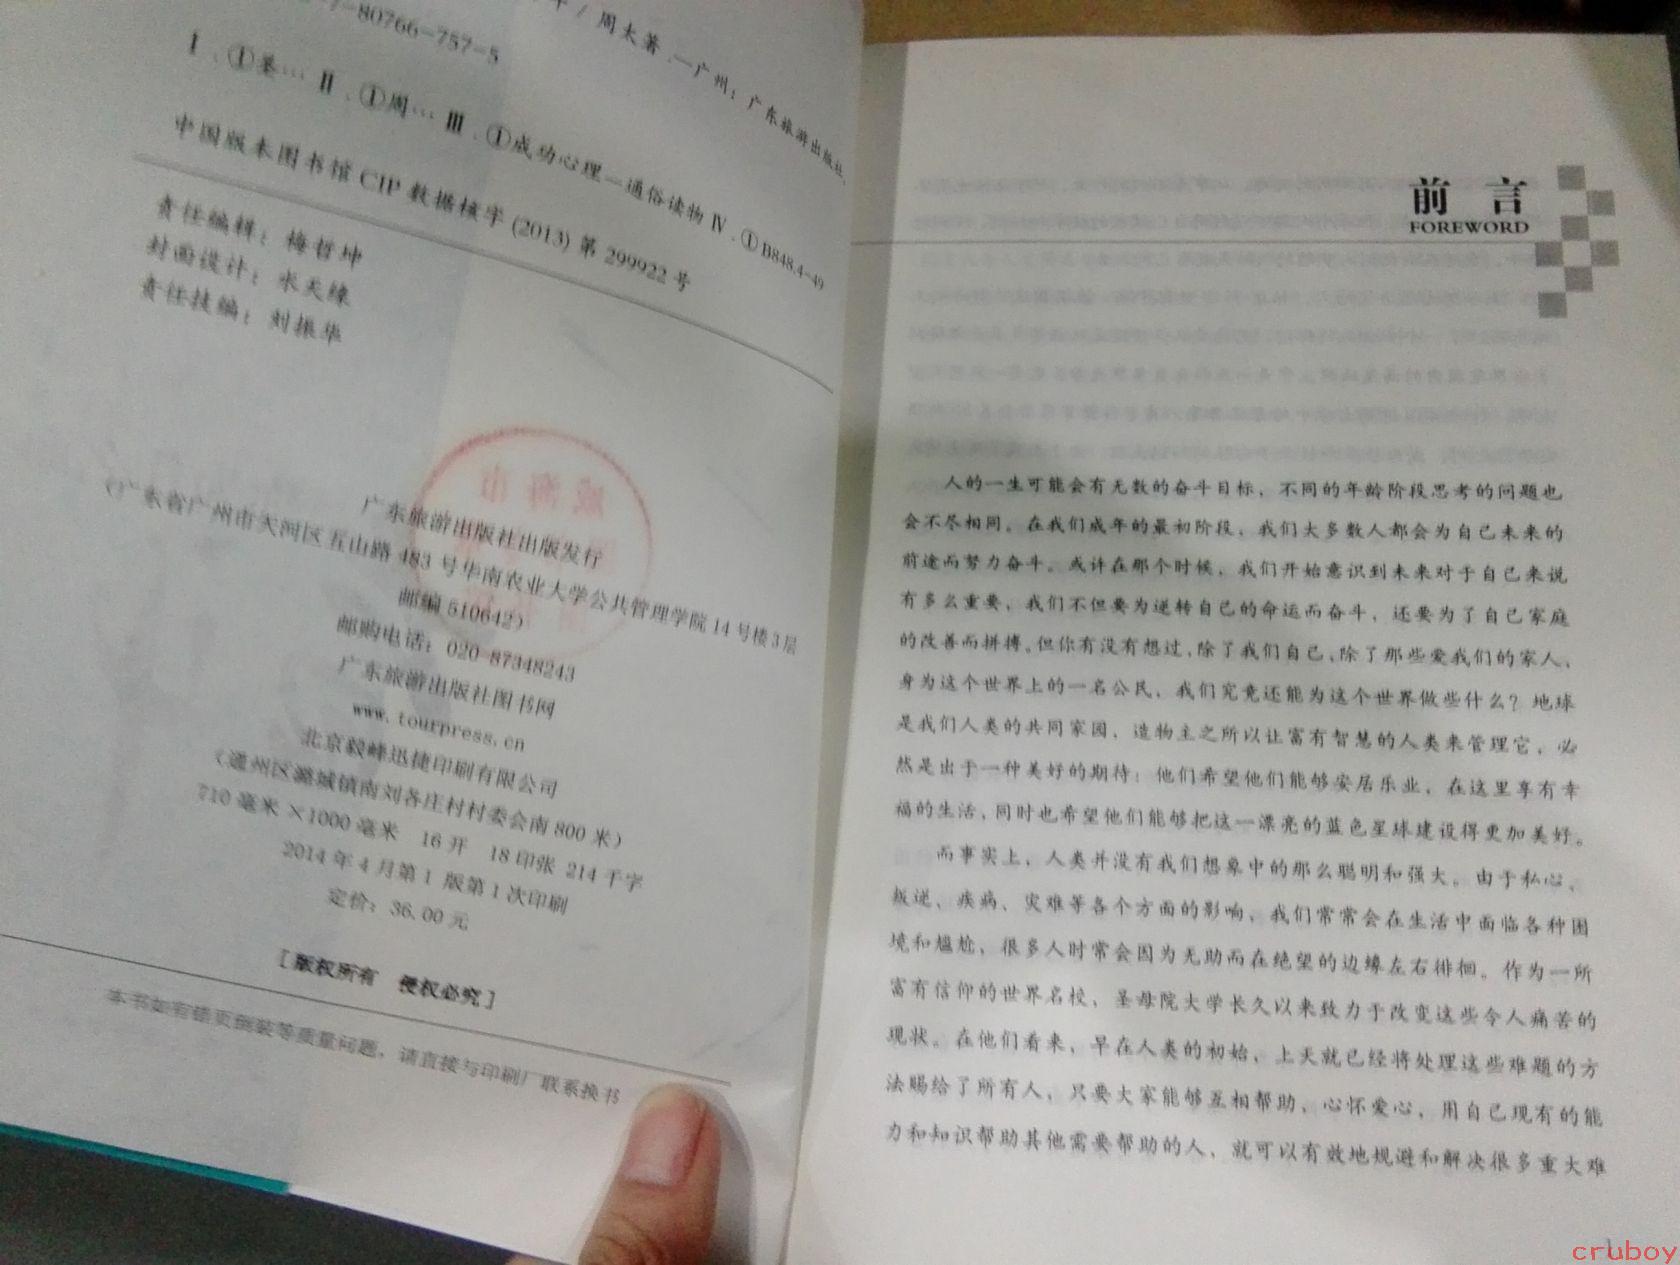 / 周太著.—广州：广东旅游出版社,
7-80766-757-5
Ⅰ.①晏… Ⅱ.①周… Ⅲ.①成功心理—通俗读物 Ⅳ.①B848.4-49
中国版本图书馆 CIP 数据核字 (2013) 第 299922 号
责任编辑：梅哲坤
封面设计：水天缘
责任技编：刘振华
广东旅游出版社出版发行
（广东省广州市天河区五山路 483 号华南农业大学公共管理学院 14 号楼3层
邮编 510642）
邮购电话：020-87348243
广东旅游出版社图书网
www.tourpress.cn
北京毅峰迅捷印刷有限公司
（通州区潞城镇南刘各庄村村委会南 800 米）
710 毫米 ×1000 毫米 16 开 18 印张 214 千字
2014 年 4 月第 1 版第 1 次印刷
定价：36.00 元
[ 版权所有 侵权必究 ]
本书如有错页倒装等质量问题，请直接与印刷厂联系换书
前言
FOREWORD
人的一生可能会有无数的奋斗目标，不同的年龄阶段思考的问题也
会不尽相同。在我们成年的最初阶段，我们大多数人都会为自己未来的
前途而努力奋斗。或许在那个时候，我们开始意识到未来对于自己来说
有多么重要，我们不但要为逆转自己的命运而奋斗，还要为了自己家庭
的改善而拼搏。但你有没有想过，除了我们自己、除了那些爱我们的家人，
身为这个世界上的一名公民，我们究竟还能为这个世界做些什么？地球
是我们人类的共同家园，造物主之所以让富有智慧的人类来管理它，必
然是出于一种美好的期待：他们希望他们能够安居乐业，在这里享有幸
福的生活，同时也希望他们能够把这一漂亮的蓝色星球建设得更加美好。
而事实上，人类并没有我们想象中的那么聪明和强大。由于私心、
叛逆、疾病、灾难等各个方面的影响，我们常常会在生活中面临各种困
境和尴尬，很多人时常会因为无助而在绝望的边缘左右徘徊。作为一所
富有信仰的世界名校，圣母院大学长久以来致力于改变这些令人痛苦的
现状。在他们看来，早在人类的初始，上天就已经将处理这些难题的方
法赐给了所有人，只要大家能够互相帮助，心怀爱心，用自己现有的能
力和知识帮助其他需要帮助的人，就可以有效地规避和解决很多重大难
1
cruboy